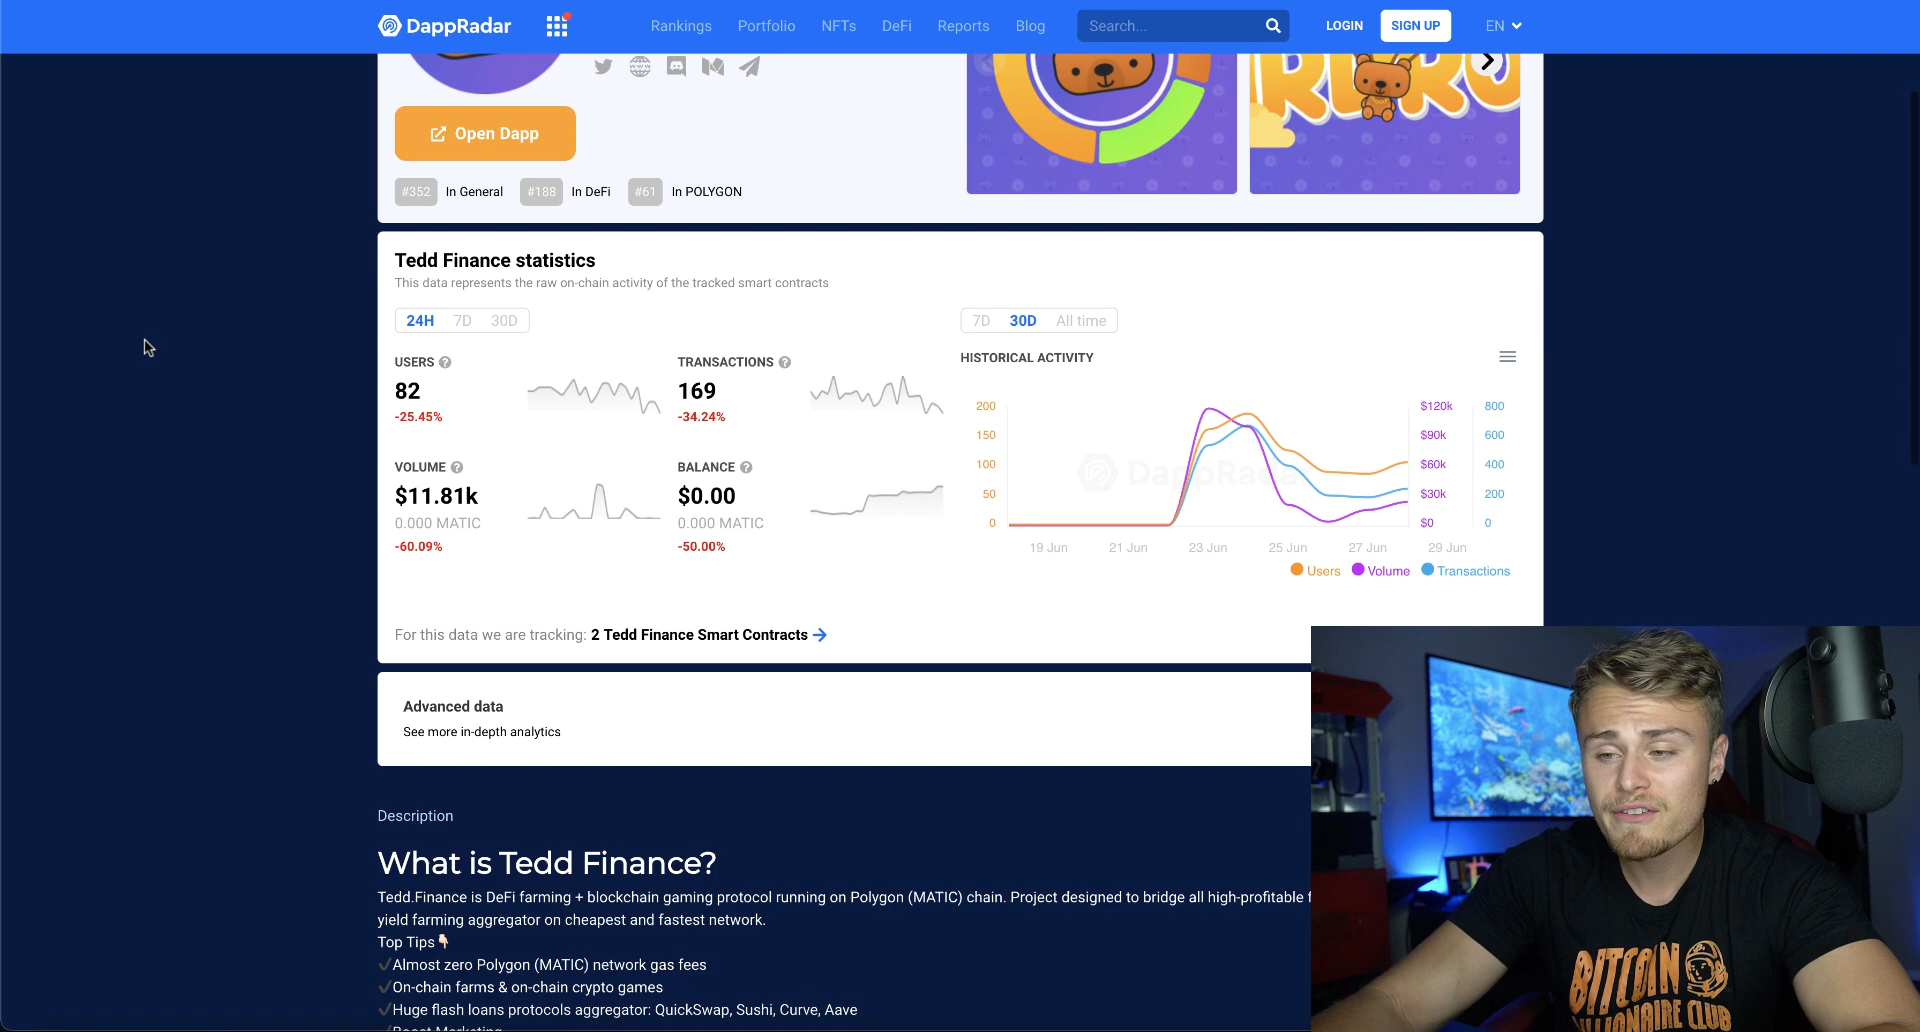 DappRadar
Rankings
Portfolio
NFTs
DeFi
Reports
Blog
Search...
LOGIN
SIGN UP
EN
Open Dapp
#352 In General #188 In DeFi #61 In POLYGON
Tedd Finance statistics
This data represents the raw on-chain activity of the tracked smart contracts
24H 7D 30D
USERS
82
-25.45%
TRANSACTIONS
169
-34.24%
VOLUME
$11.81k
0.000 MATIC
-60.09%
BALANCE
$0.00
0.000 MATIC
-50.00%
7D 30D All time
HISTORICAL ACTIVITY
200 $120k 800
150 $90k 600
100 $60k 400
50 $30k 200
0 $0 0
DappRadar
19 Jun 21 Jun 23 Jun 25 Jun 27 Jun 29 Jun
Users Volume Transactions
For this data we are tracking: 2 Tedd Finance Smart Contracts →
Advanced data
See more in-depth analytics
Description
What is Tedd Finance?
Tedd.Finance is DeFi farming + blockchain gaming protocol running on Polygon (MATIC) chain. Project designed to bridge all high-profitable
yield farming aggregator on cheapest and fastest network.
Top Tips👇🏻
✓Almost zero Polygon (MATIC) network gas fees
✓On-chain farms & on-chain crypto games
✓Huge flash loans protocols aggregator: QuickSwap, Sushi, Curve, Aave
✓Boost Marketing
BITCOIN